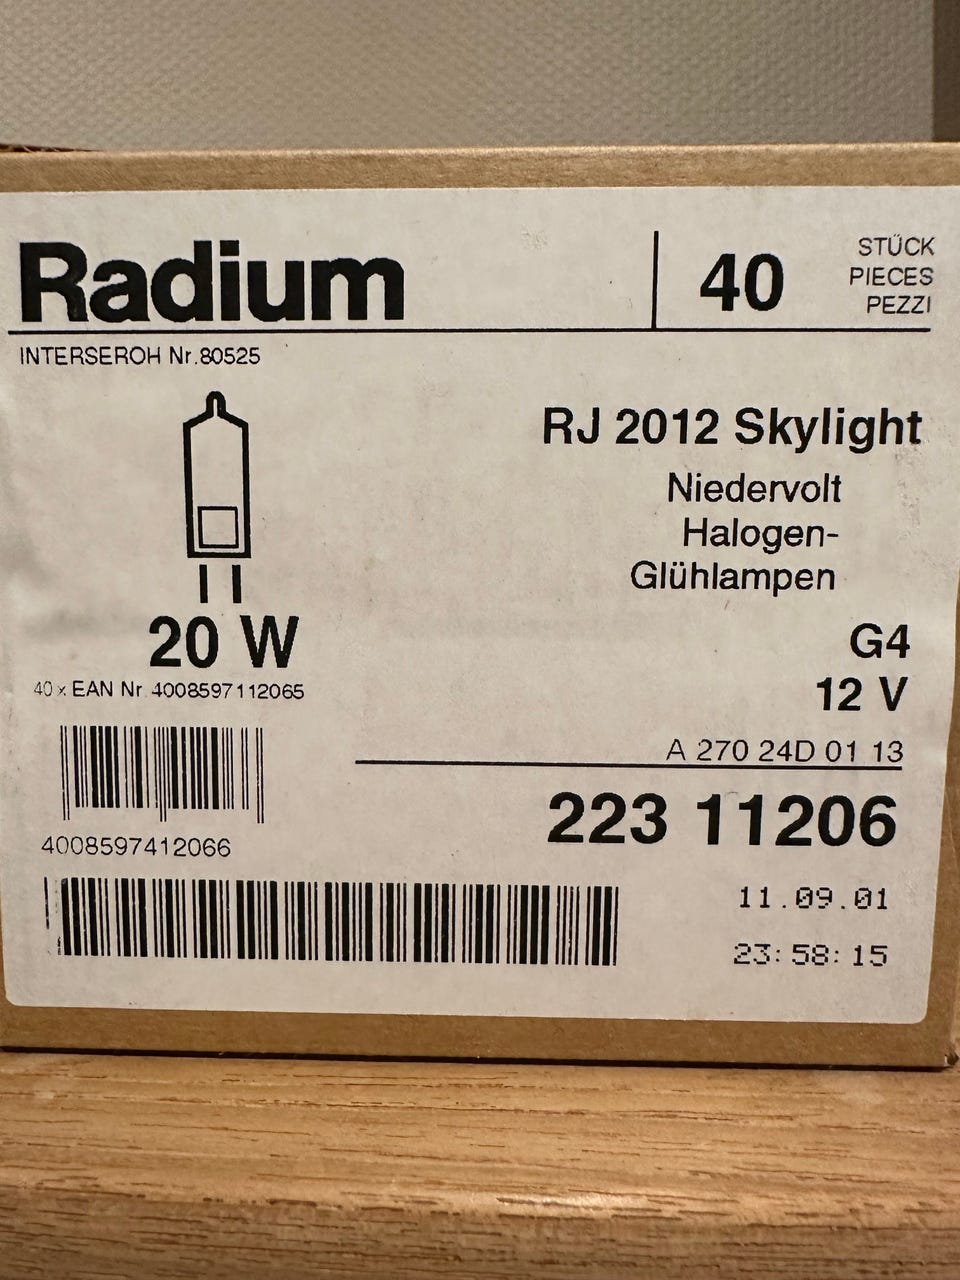 Radium
40
STÜCK
PIECES
PEZZI
INTERSEROH Nr.80525
RJ 2012 Skylight
Niedervolt
Halogen-
Glühlampen
20 W
G4
12 V
40 x EAN Nr. 4008597112065
A 270 24D 01 13
223 11206
4008597412066
11.09.01
23:58:15